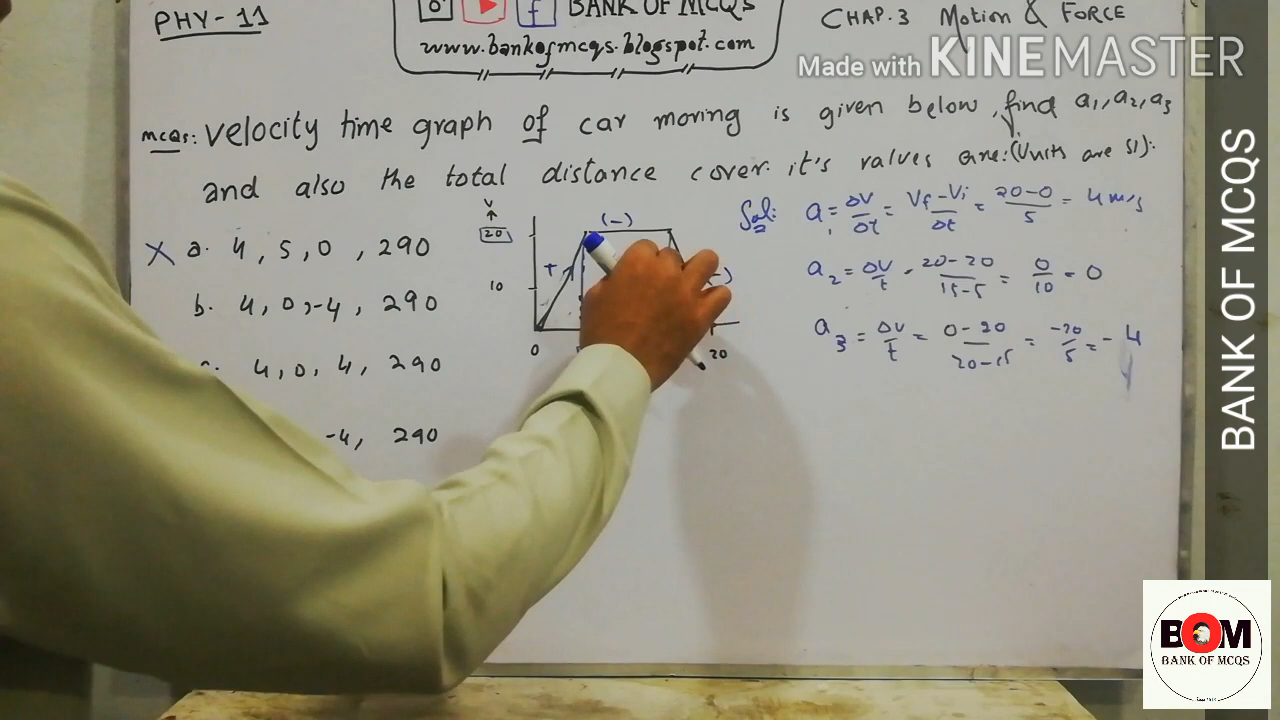 PHY-11
BANK OF MCQS
www.bankofmcqs.blogspot.com
CHAP.3 Motion & FORCE
Made with KINEMASTER
MCQs: Velocity time graph of car moving is given below, find a1, a2, a3
and also the total distance cover. it's values are: (Units are SI):
X a. 4, 5, 0, 290
b. 4, 0, -4, 290
4, 0, 4, 290
-4, 290
V
20
10
0
20
+
(-)
-)
Sol: a1 = ΔV/Δt = Vf-Vi/Δt = 20-0/5 = 4 m/s
a2 = ΔV/t = 20-20/15-5 = 0/10 = 0
a3 = ΔV/t = 0-20/20-15 = -20/5 = -4
BANK OF MCQS
BOM
BANK OF MCQS